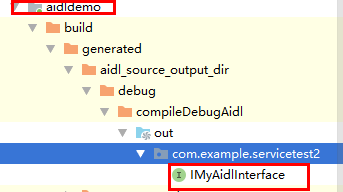 aidldemo
build
generated
aidl_source_output_dir
debug
compileDebugAidl
out
com.example.servicetest2
I IMyAidlInterface